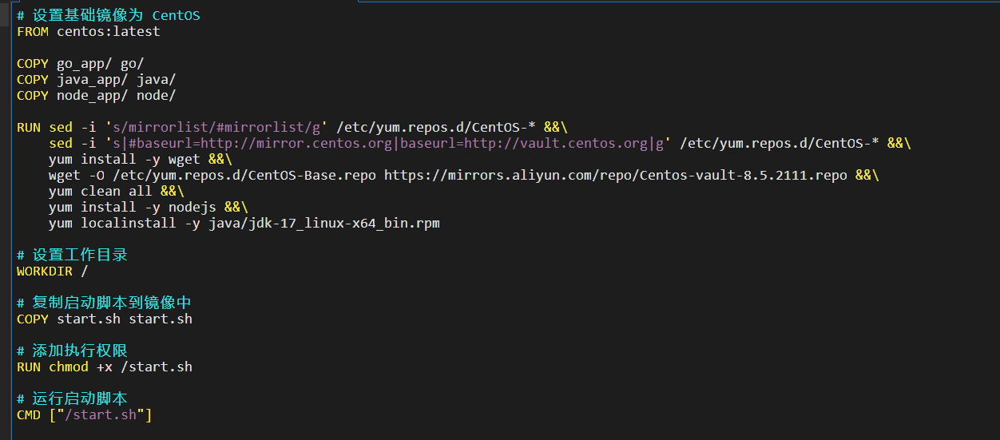 # 设置基础镜像为 CentOS
FROM centos:latest
COPY go_app/ go/
COPY java_app/ java/
COPY node_app/ node/
RUN sed -i 's/mirrorlist/#mirrorlist/g' /etc/yum.repos.d/CentOS-* &&\
sed -i 's|#baseurl=http://mirror.centos.org|baseurl=http://vault.centos.org|g' /etc/yum.repos.d/CentOS-* &&\
yum install -y wget &&\
wget -O /etc/yum.repos.d/CentOS-Base.repo https://mirrors.aliyun.com/repo/Centos-vault-8.5.2111.repo &&\
yum clean all &&\
yum install -y nodejs &&\
yum localinstall -y java/jdk-17_linux-x64_bin.rpm
# 设置工作目录
WORKDIR /
# 复制启动脚本到镜像中
COPY start.sh start.sh
# 添加执行权限
RUN chmod +x /start.sh
# 运行启动脚本
CMD ["/start.sh"]